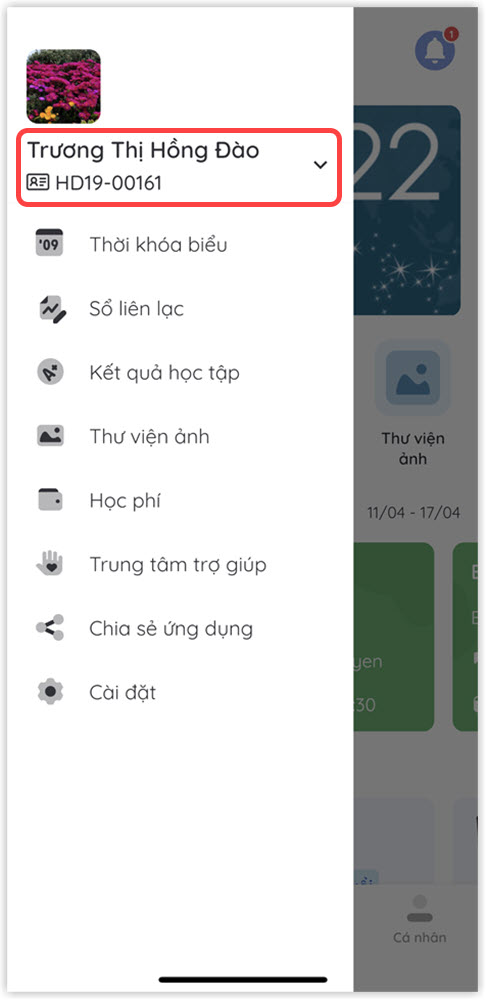 1
Trương Thị Hồng Đào
HD19-00161
22
'09
Thời khóa biểu
Sổ liên lạc
A+
Kết quả học tập
Thư viện ảnh
Thư viện
ảnh
Học phí
11/04 - 17/04
Trung tâm trợ giúp
Chia sẻ ứng dụng
yen
:30
Cài đặt
Cá nhân